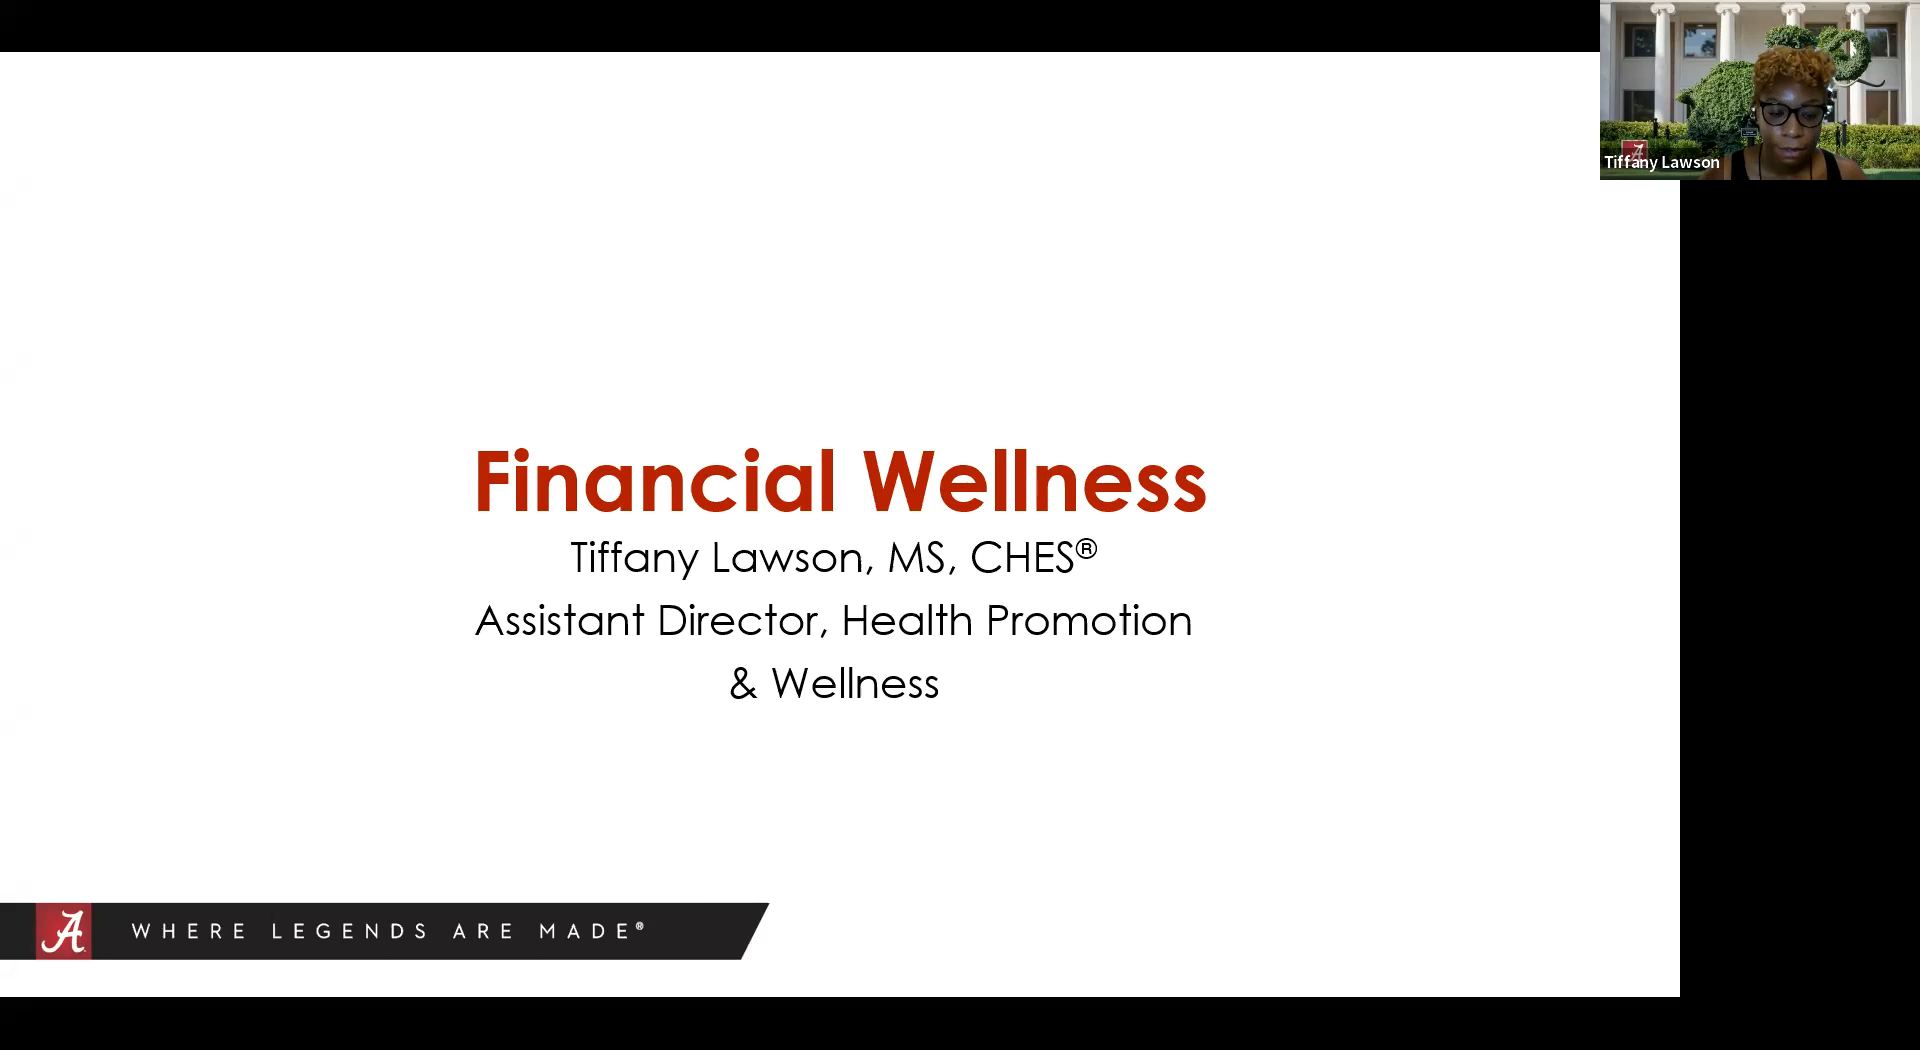 Financial Wellness
Tiffany Lawson, MS, CHES®
Assistant Director, Health Promotion
& Wellness
A WHERE LEGENDS ARE MADE®
A
Tiffany Lawson